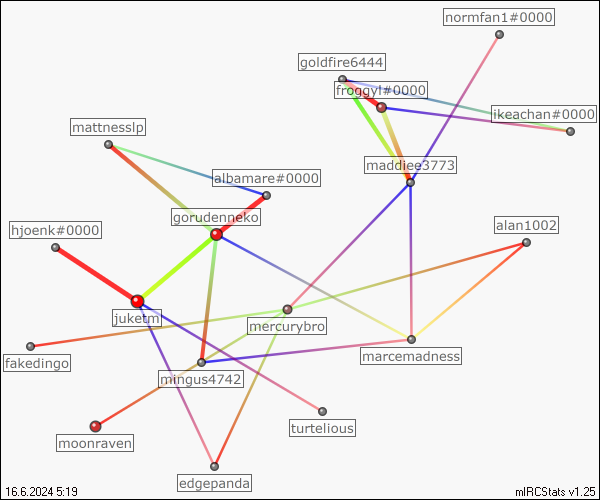 normfan1#0000
goldfire6444
froggyl#0000
ikeachan#0000
mattnesslp
maddiee3773
albamare#0000
gorudenneko
hjoenk#0000
alan1002
juketm
mercurybro
fakedingo
marcemadness
mingus4742
turtelious
moonraven
edgepanda
16.6.2024 5:19
mIRCStats v1.25